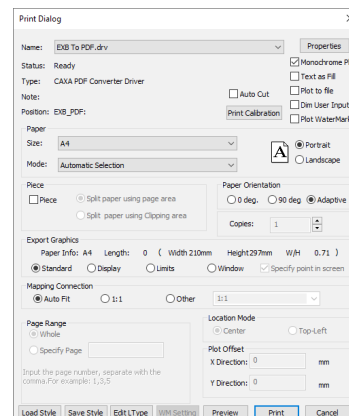 Print Dialog
X
Name: EXB To PDF.drv
Properties
Status: Ready
Monochrome P
Type: CAXA PDF Converter Driver
Text as Fill
Note:
Auto Cut
Plot to file
Dim User Input
Position: EXB_PDF:
Print Calibration
Plot WaterMark
Paper
Size: A4
A
Portrait
Landscape
Mode: Automatic Selection
Piece
Piece
Split paper using page area
Split paper using Clipping area
Paper Orientation
0 deg. 90 deg Adaptive
Copies: 1
Export Graphics
Paper Info: A4 Length: 0 ( Width 210mm Height 297mm W/H 0.71 )
Standard Display Limits Window Specify point in screen
Mapping Connection
Auto Fit 1:1 Other 1:1
Page Range
Whole
Specify Page
Input the page number, separate with the
comma.For example: 1,3,5
Location Mode
Center Top-Left
Plot Offset
X Direction: 0 mm
Y Direction: 0 mm
Load Style Save Style Edit LType WM Setting Preview Print Cancel